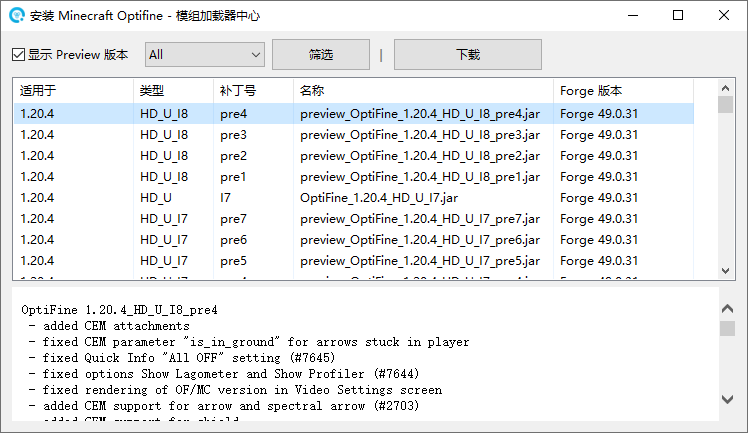 安装 Minecraft Optifine - 模组加载器中心
显示 Preview 版本 All 筛选 | 下载
适用于 类型 补丁号 名称 Forge 版本
1.20.4 HD_U_I8 pre4 preview_OptiFine_1.20.4_HD_U_I8_pre4.jar Forge 49.0.31
1.20.4 HD_U_I8 pre3 preview_OptiFine_1.20.4_HD_U_I8_pre3.jar Forge 49.0.31
1.20.4 HD_U_I8 pre2 preview_OptiFine_1.20.4_HD_U_I8_pre2.jar Forge 49.0.31
1.20.4 HD_U_I8 pre1 preview_OptiFine_1.20.4_HD_U_I8_pre1.jar Forge 49.0.31
1.20.4 HD_U I7 OptiFine_1.20.4_HD_U_I7.jar Forge 49.0.31
1.20.4 HD_U_I7 pre7 preview_OptiFine_1.20.4_HD_U_I7_pre7.jar Forge 49.0.31
1.20.4 HD_U_I7 pre6 preview_OptiFine_1.20.4_HD_U_I7_pre6.jar Forge 49.0.31
1.20.4 HD_U_I7 pre5 preview_OptiFine_1.20.4_HD_U_I7_pre5.jar Forge 49.0.31
OptiFine 1.20.4_HD_U_I8_pre4
- added CEM attachments
- fixed CEM parameter "is_in_ground" for arrows stuck in player
- fixed Quick Info "All OFF" setting (#7645)
- fixed options Show Lagometer and Show Profiler (#7644)
- fixed rendering of OF/MC version in Video Settings screen
- added CEM support for arrow and spectral arrow (#2703)
- added CEM support for shield